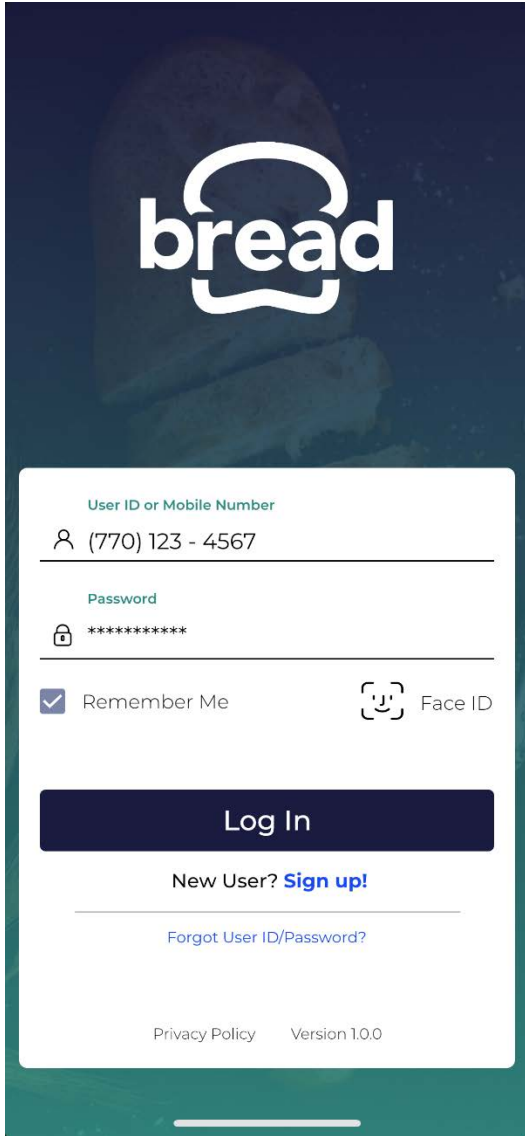 bread
User ID or Mobile Number
(770) 123 - 4567
Password
***********
Remember Me
Face ID
Log In
New User? Sign up!
Forgot User ID/Password?
Privacy Policy Version 1.0.0